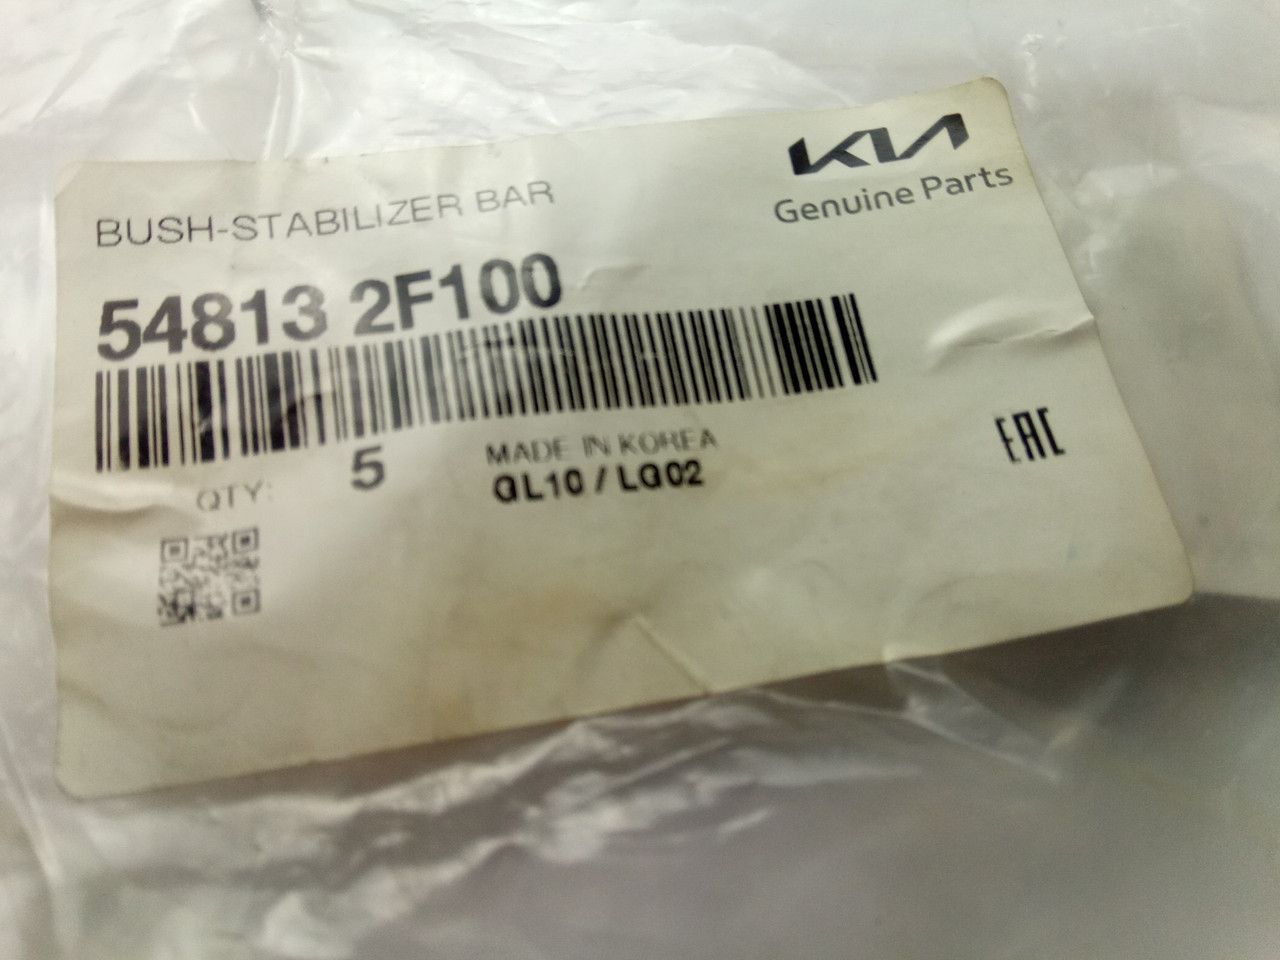 KIA
Genuine Parts
BUSH-STABILIZER BAR
54813 2F100
QTY: 5
MADE IN KOREA
GL10 / LG02
EAC